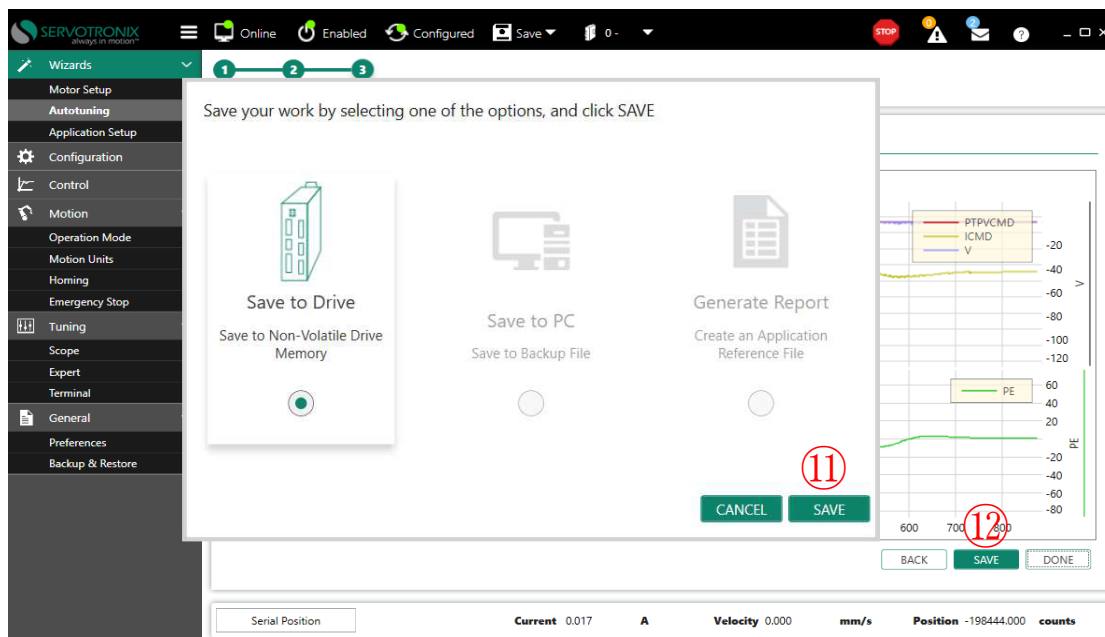 SERVOTRONIX
always in motion™
Online
Enabled
Configured
Save
0 -
STOP
0
2
?
Wizards
Motor Setup
Autotuning
Application Setup
Configuration
Control
Motion
Operation Mode
Motion Units
Homing
Emergency Stop
Tuning
Scope
Expert
Terminal
General
Preferences
Backup & Restore
1
2
3
Save your work by selecting one of the options, and click SAVE
Save to Drive
Save to Non-Volatile Drive
Memory
Save to PC
Save to Backup File
Generate Report
Create an Application
Reference File
⑪
CANCEL
SAVE
PTPVCMD
ICMD
V
-20
-40
-60
-80
-100
-120
V
PE
60
40
20
-20
-40
-60
-80
PE
600
700
800
⑫
BACK
SAVE
DONE
Serial Position
Current 0.017 A
Velocity 0.000 mm/s
Position -198444.000 counts